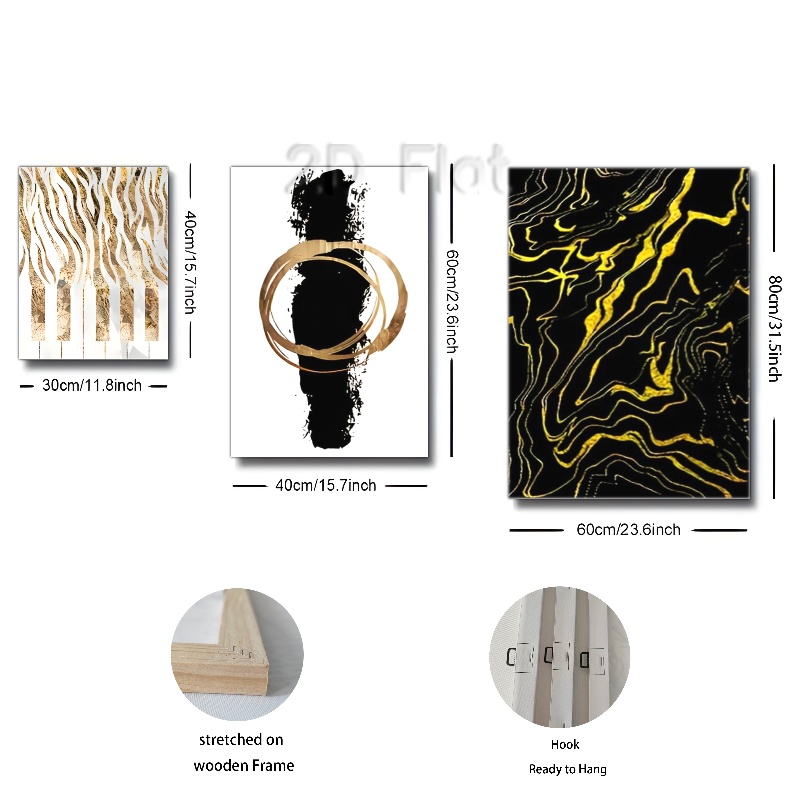 2D Flat
40cm/15.7inch
30cm/11.8inch
60cm/23.6inch
40cm/15.7inch
80cm/31.5inch
60cm/23.6inch
stretched on
wooden Frame
Hook
Ready to Hang